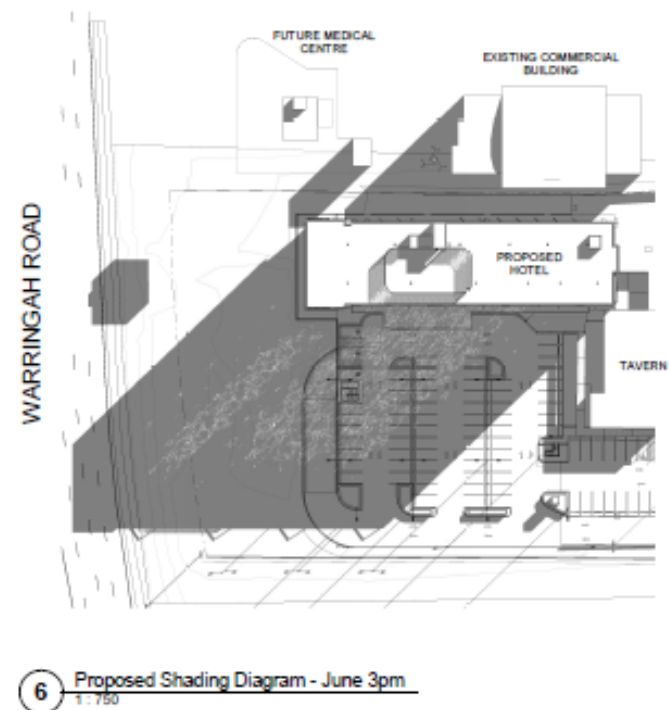 FUTURE MEDICAL
CENTRE
EXISTING COMMERCIAL
BUILDING
WARRINGAH ROAD
PROPOSED
HOTEL
TAVERN
6
Proposed Shading Diagram - June 3pm
1 : 750